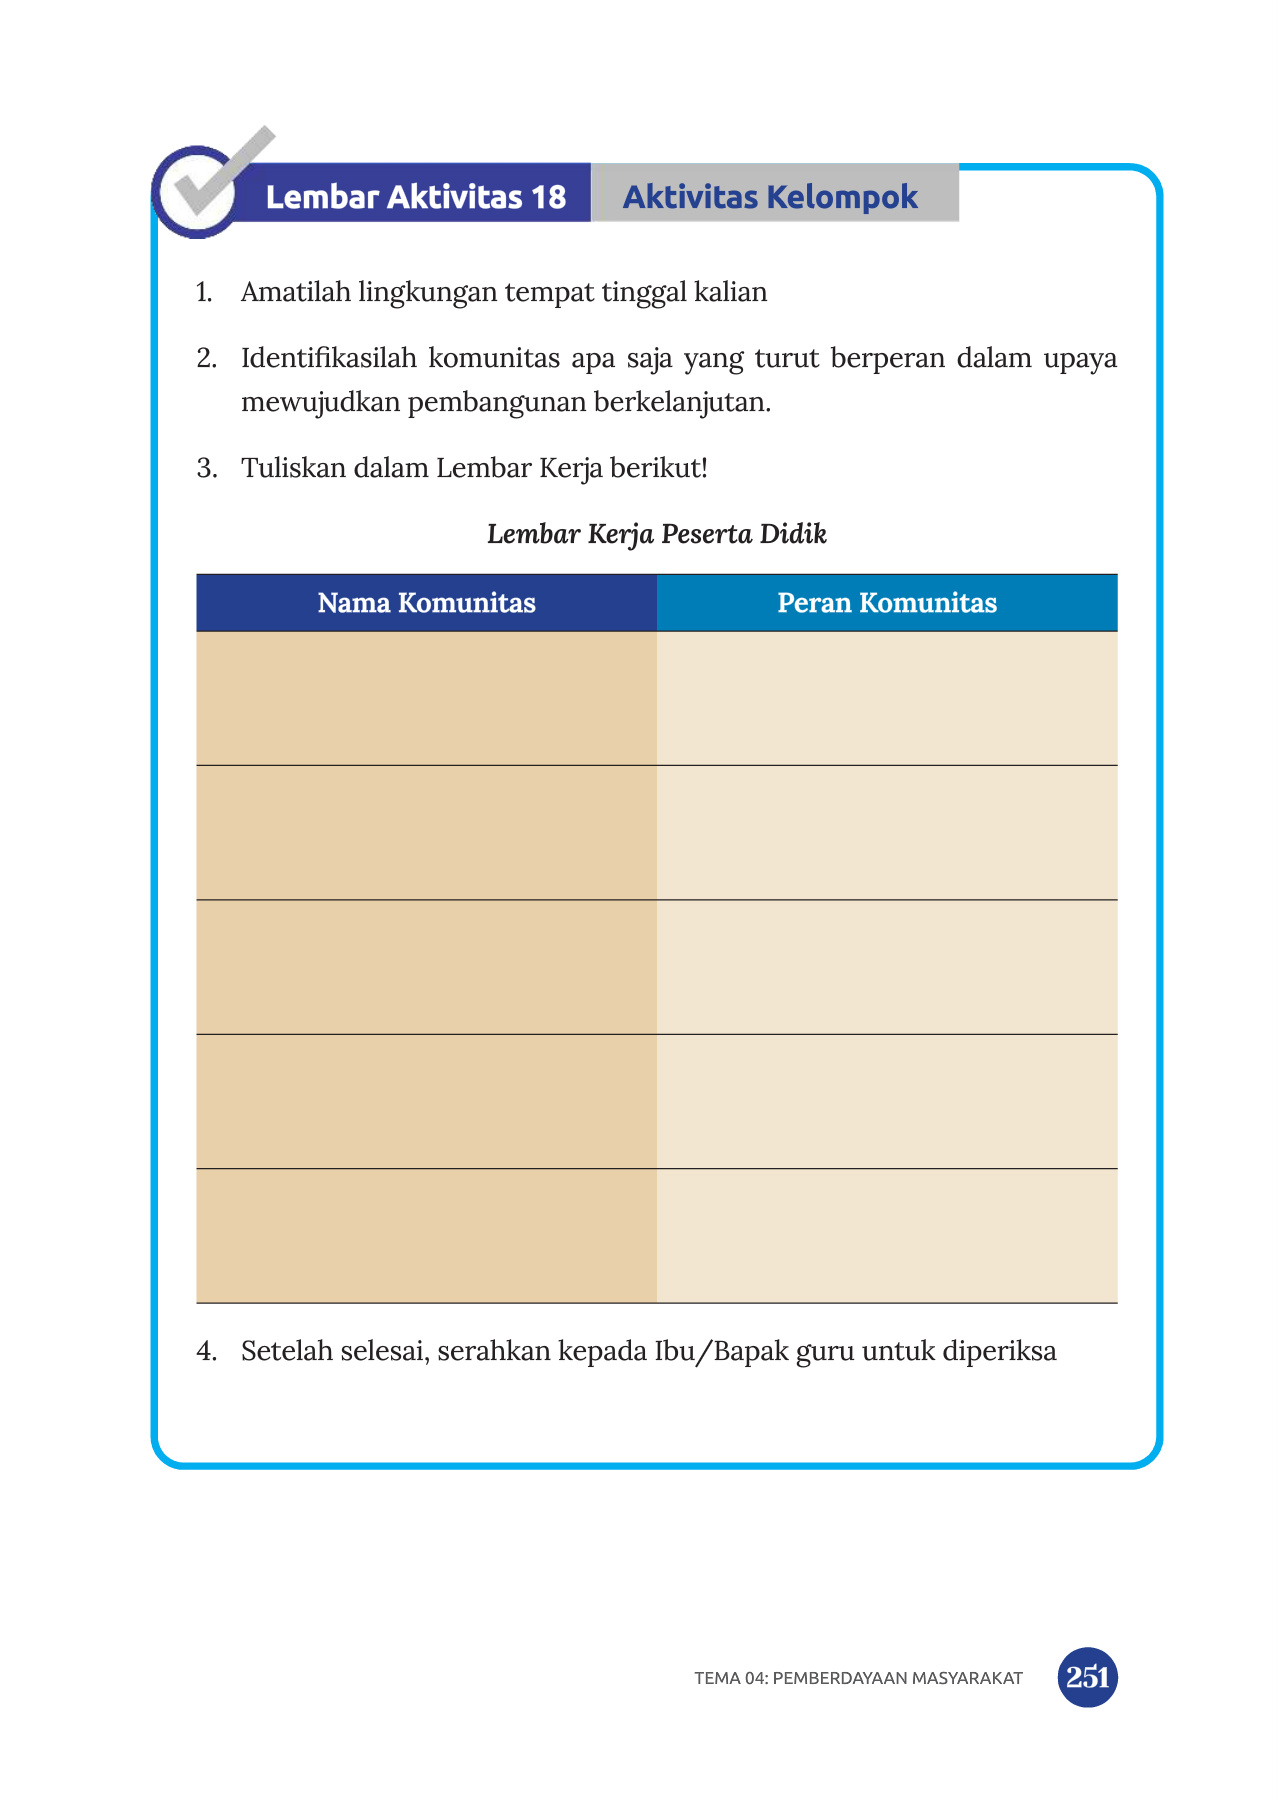 Lembar Aktivitas 18 Aktivitas Kelompok
1. Amatilah lingkungan tempat tinggal kalian
2. Identifikasilah komunitas apa saja yang turut berperan dalam upaya
mewujudkan pembangunan berkelanjutan.
3. Tuliskan dalam Lembar Kerja berikut!
Lembar Kerja Peserta Didik
Nama Komunitas Peran Komunitas
4. Setelah selesai, serahkan kepada Ibu/Bapak guru untuk diperiksa
TEMA 04: PEMBERDAYAAN MASYARAKAT 251